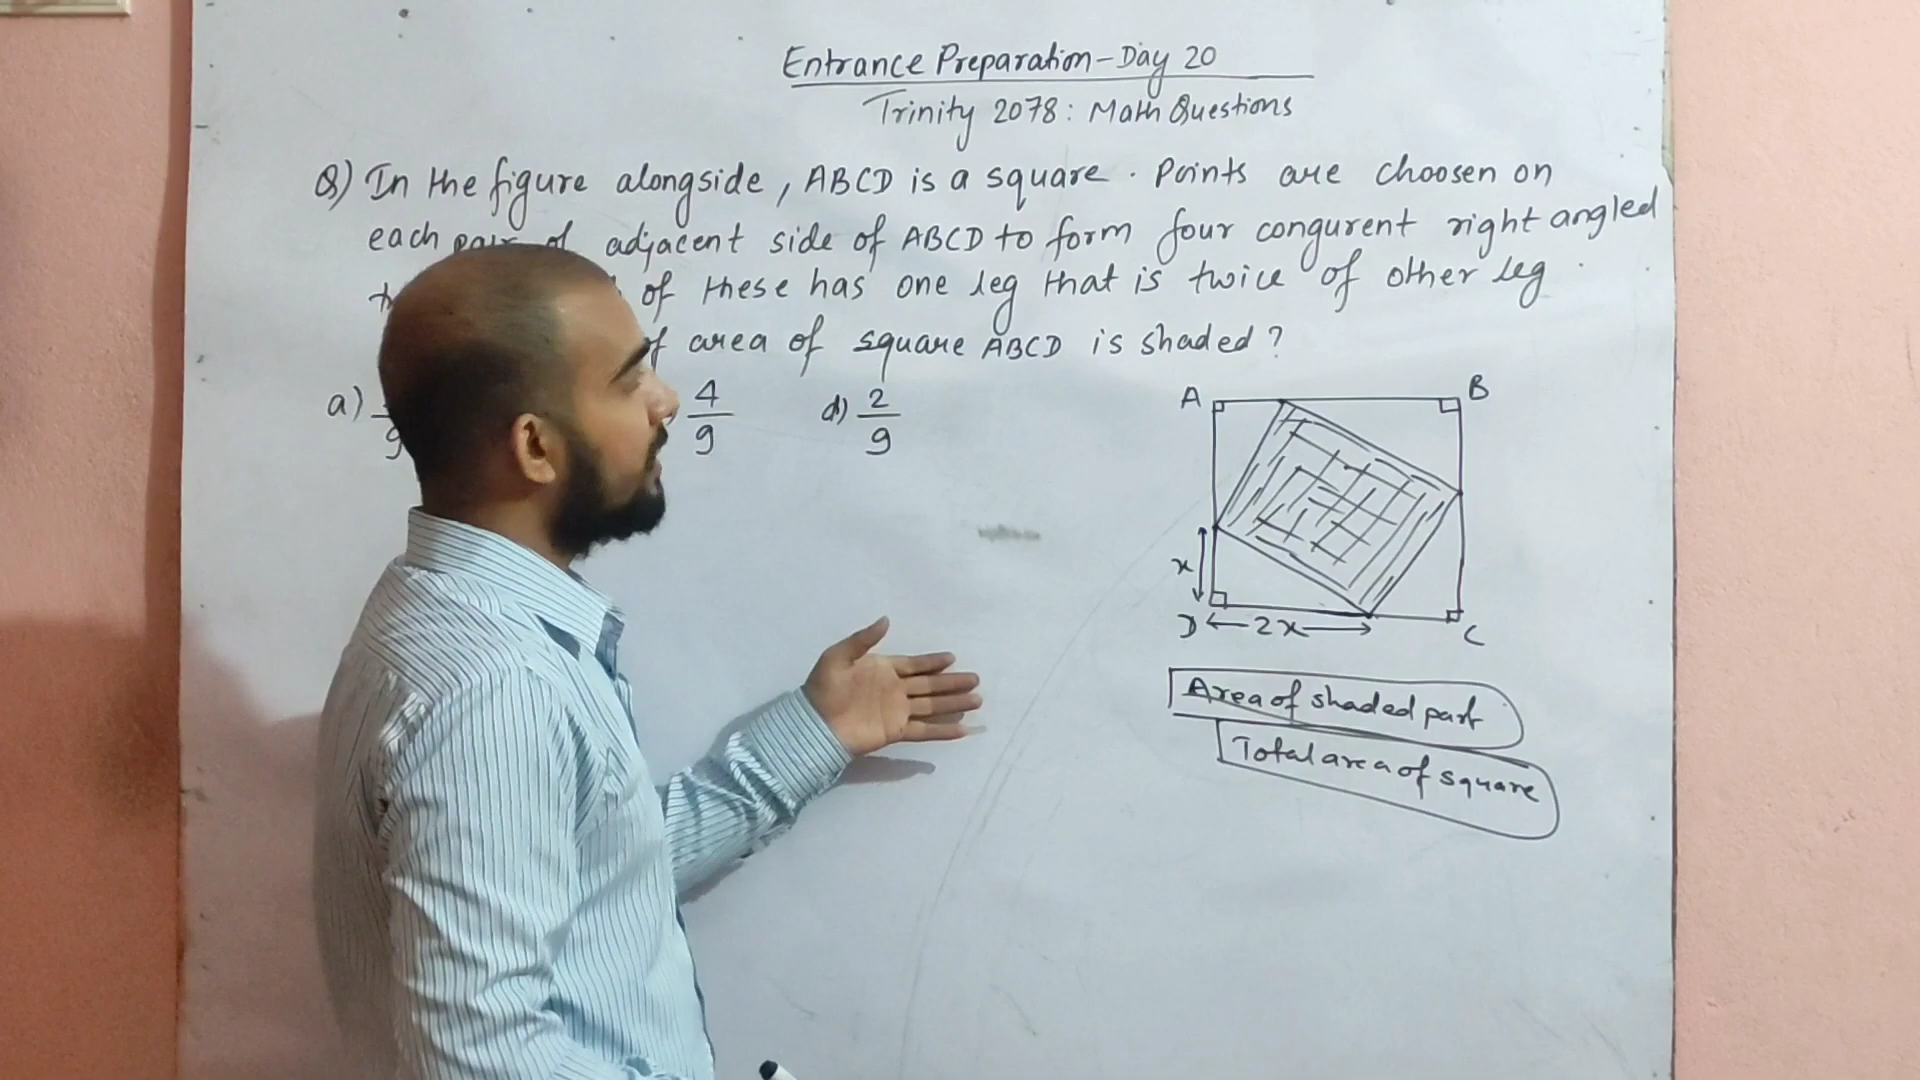 Entrance Preparation-Day 20
Trinity 2078: Math Questions
Q) In the figure alongside, ABCD is a square. Points are choosen on
each of adjacent side of ABCD to form four congurent right angled
of these has one leg that is twice of other leg.
of area of square ABCD is shaded?
a) 9 4/9 d) 2/9
A B
x
D 2x C
Area of shaded part
Total area of square